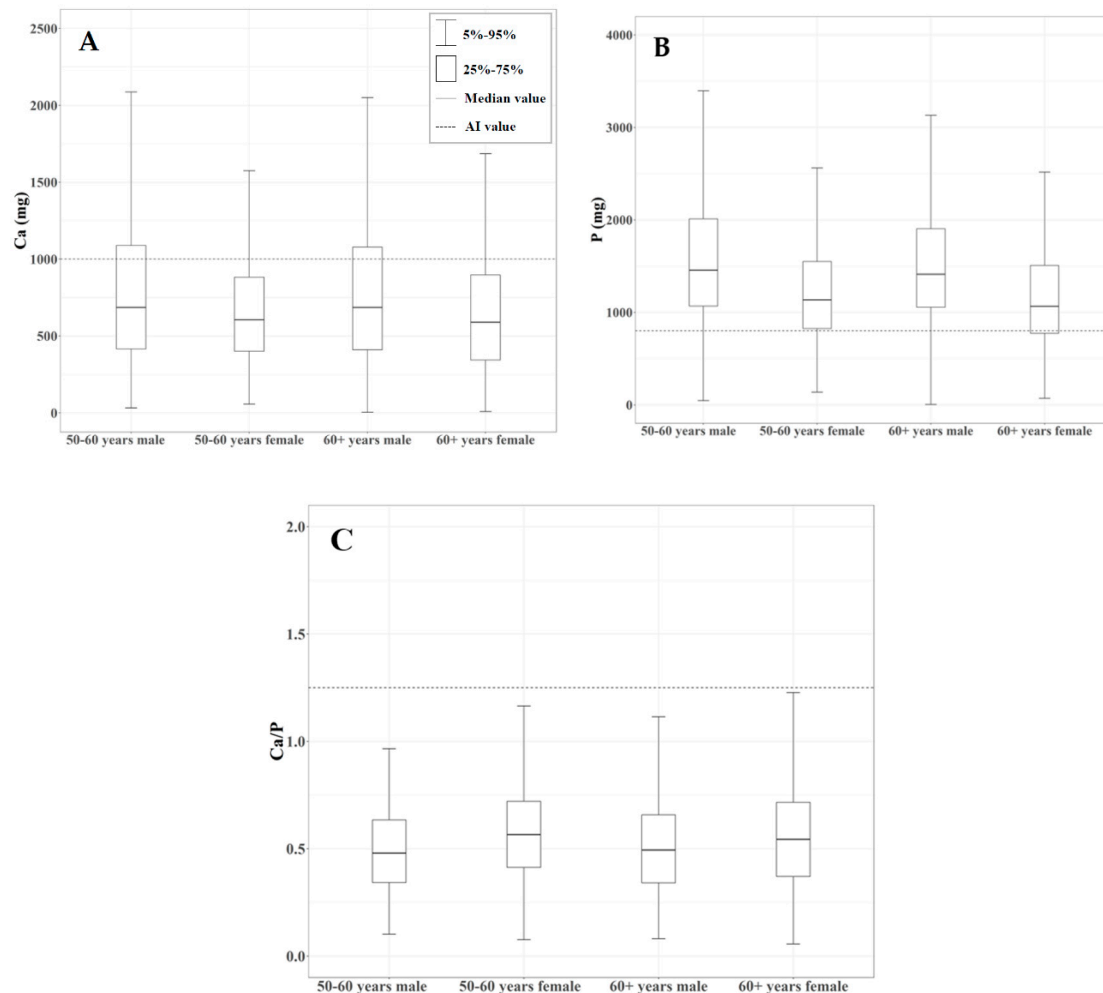 A
2500
2000
1500
1000
500
0
Ca (mg)
5%-95%
25%-75%
Median value
AI value
50-60 years male 50-60 years female 60+ years male 60+ years female
B
4000
3000
2000
1000
0
P (mg)
50-60 years male 50-60 years female 60+ years male 60+ years female
C
2.0
1.5
1.0
0.5
0.0
Ca/P
50-60 years male 50-60 years female 60+ years male 60+ years female